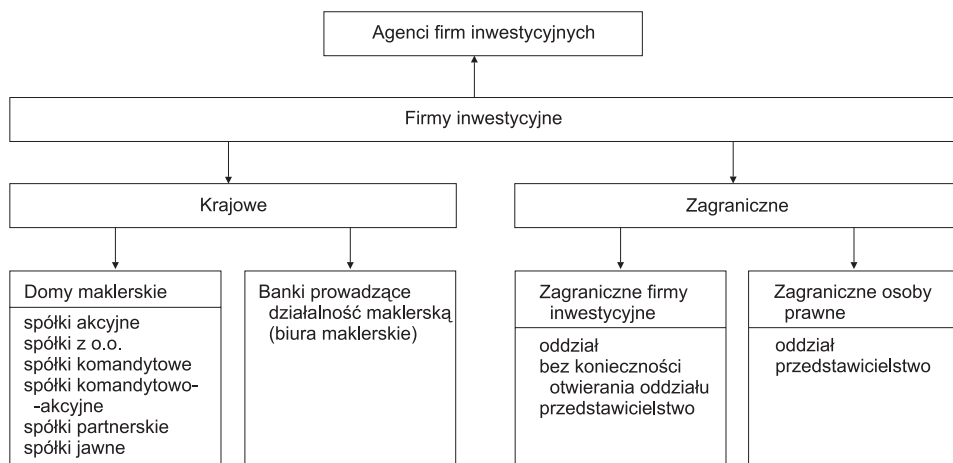 Agenci firm inwestycyjnych
Firmy inwestycyjne
Krajowe
Zagraniczne
Domy maklerskie
spółki akcyjne
spółki z o.o.
spółki komandytowe
spółki komandytowo-
-akcyjne
spółki partnerskie
spółki jawne
Banki prowadzące
działalność maklerską
(biura maklerskie)
Zagraniczne firmy
inwestycyjne
oddział
bez konieczności
otwierania oddziału
przedstawicielstwo
Zagraniczne osoby
prawne
oddział
przedstawicielstwo